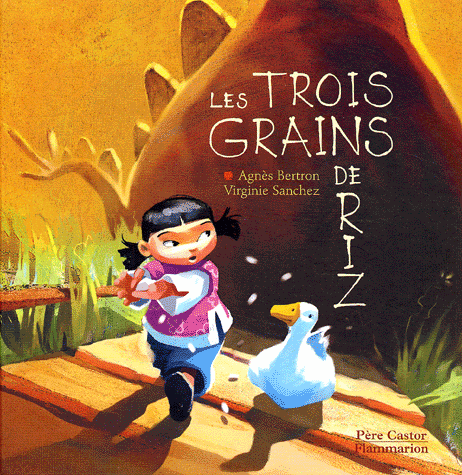 LES TROIS
GRAINS
DE
RIZ
Agnès Bertron
Virginie Sanchez
Père Castor
Flammarion